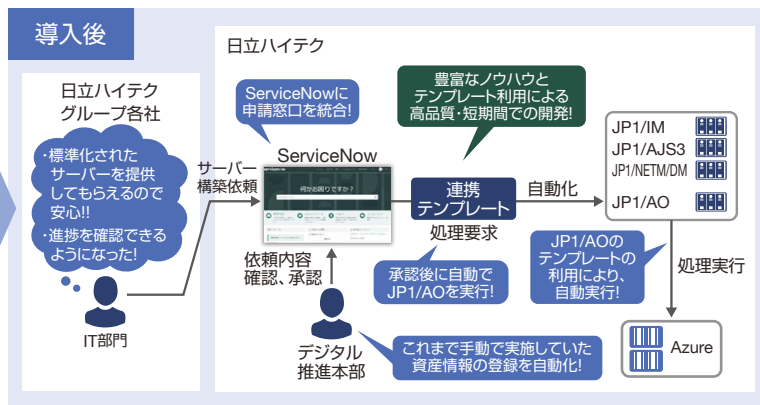 導入後
日立ハイテク
グループ各社
・標準化された
サーバーを提供
してもらえるので
安心!!
・進捗を確認できる
ようになった!
IT部門
サーバー
構築依頼
日立ハイテク
ServiceNowに
申請窓口を統合!
ServiceNow
何かお困りですか？
依頼内容
確認、承認
デジタル
推進本部
豊富なノウハウと
テンプレート利用による
高品質・短期間での開発!
連携
テンプレート
処理要求
自動化
承認後に自動で
JP1/AOを実行!
これまで手動で実施していた
資産情報の登録を自動化!
JP1/IM
JP1/AJS3
JP1/NETM/DM
JP1/AO
JP1/AOの
テンプレートの
利用により、
自動実行!
処理実行
Azure